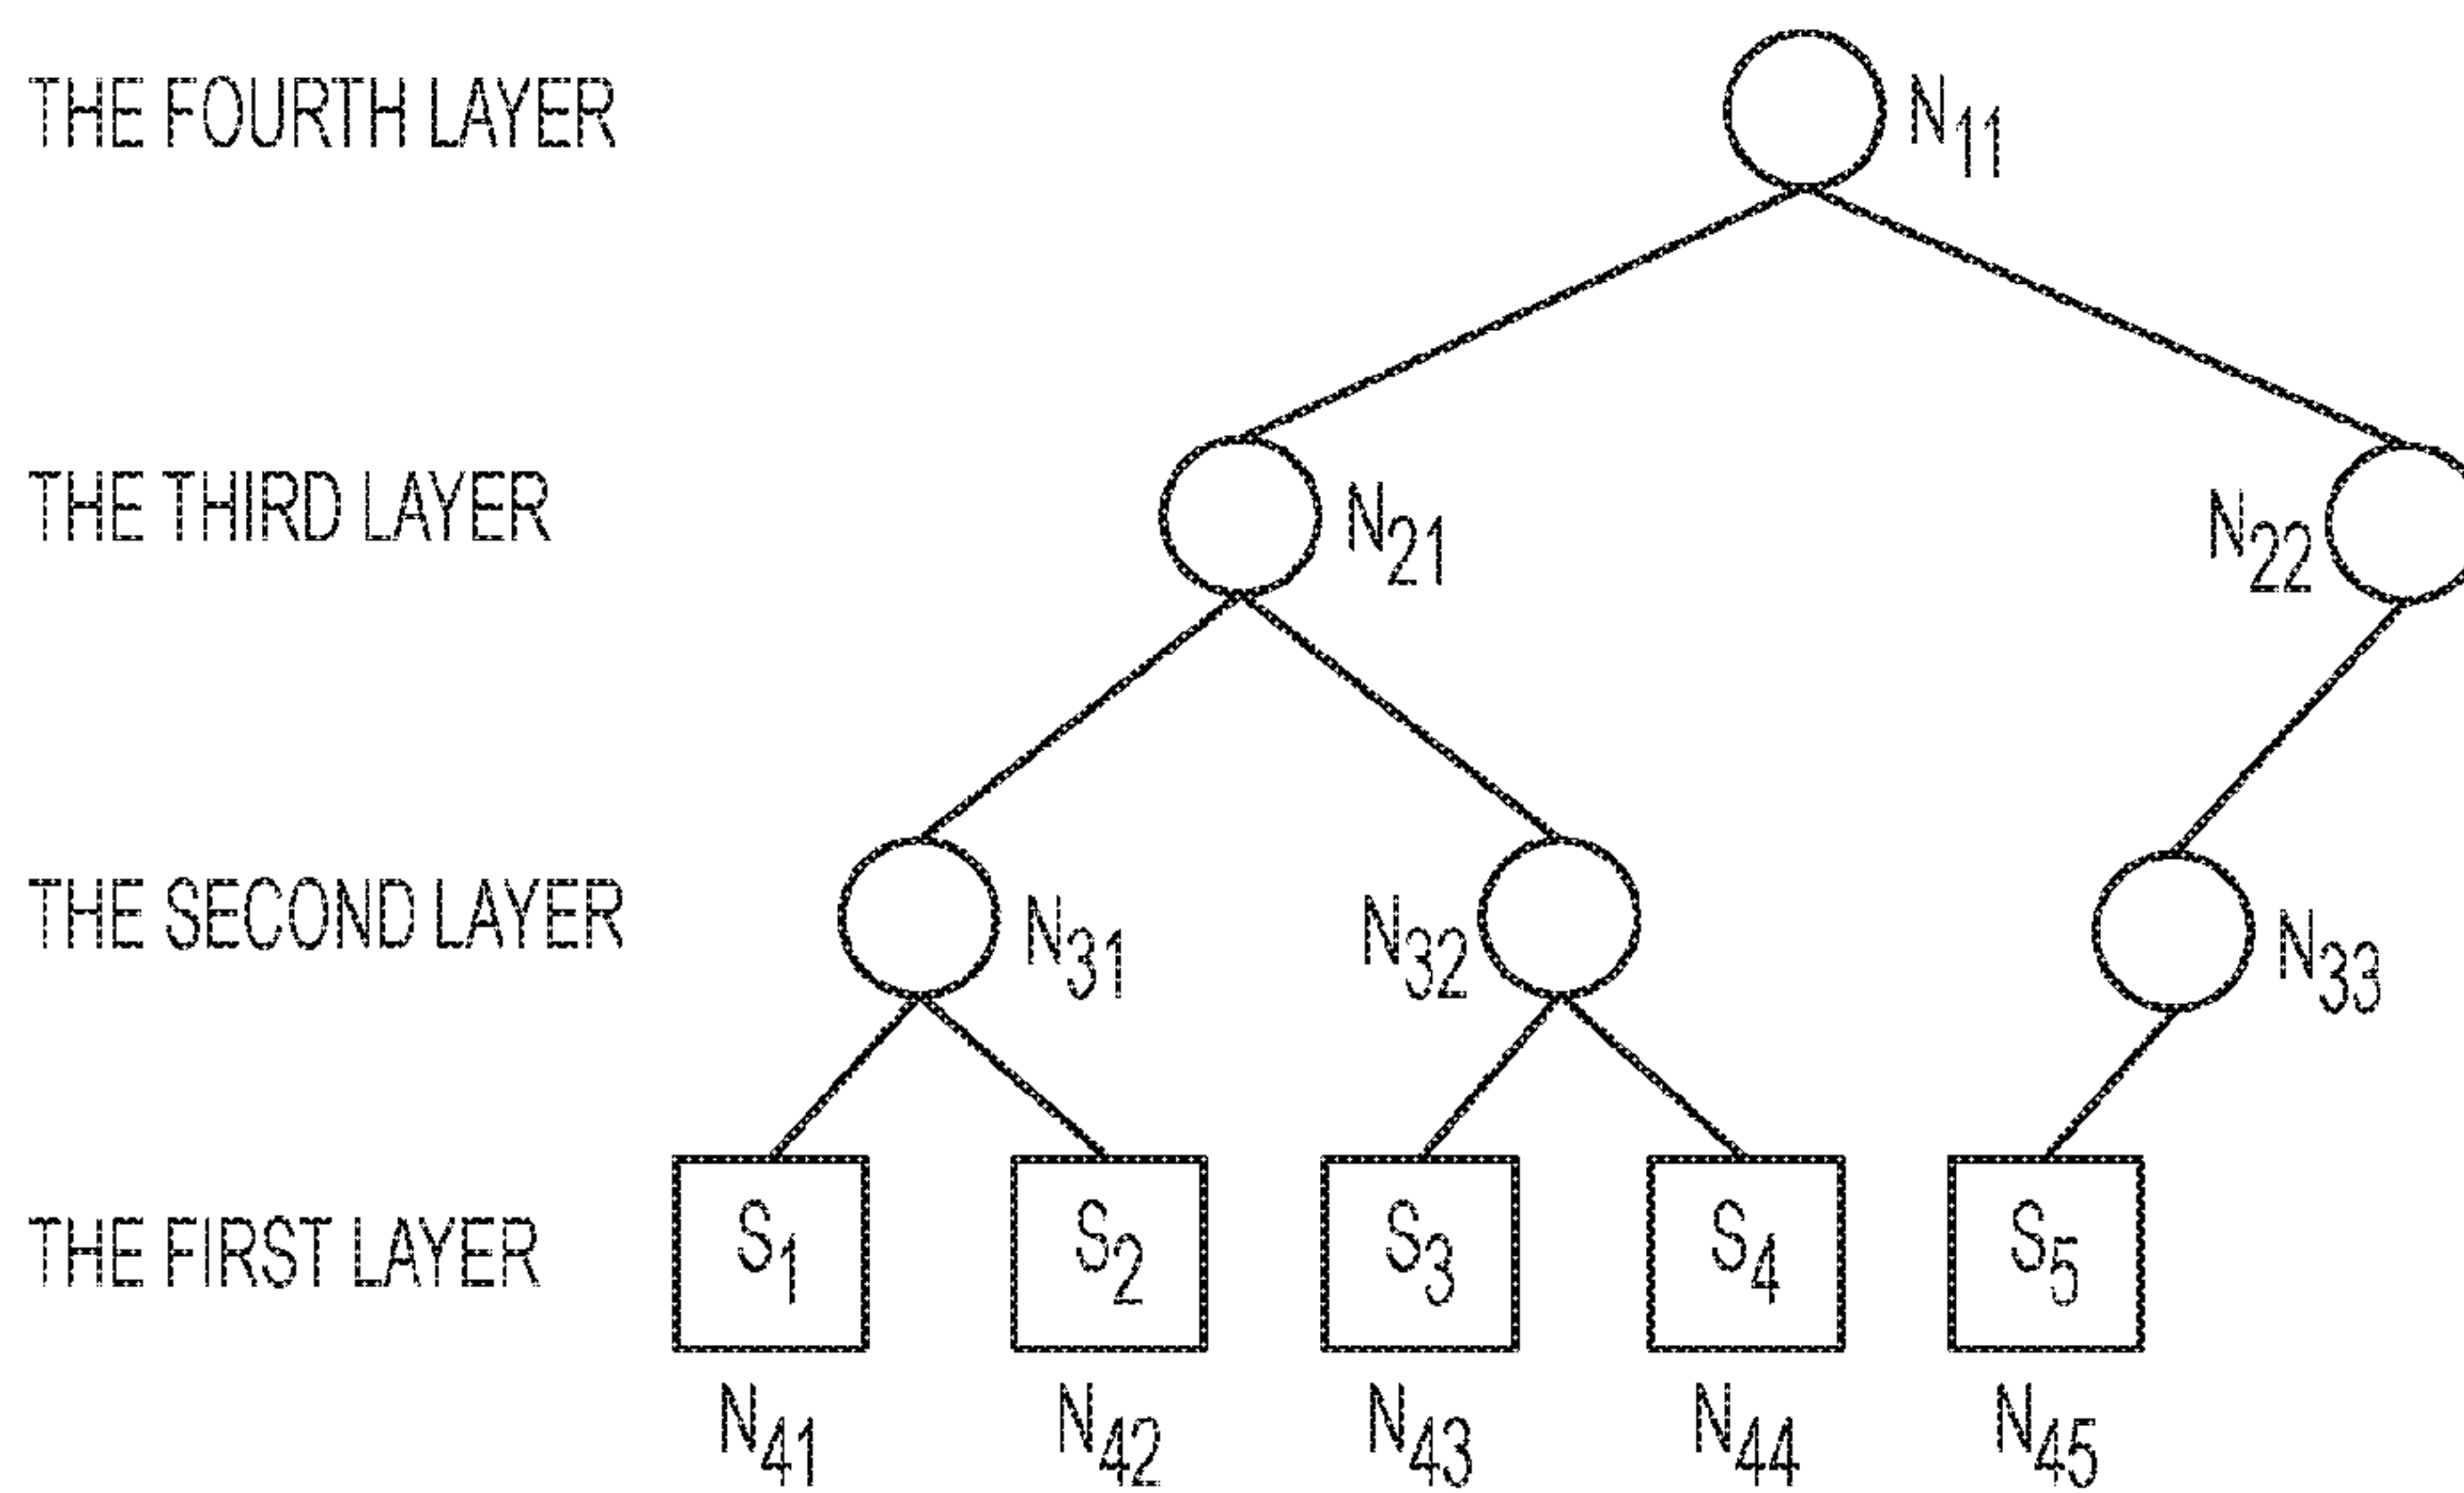 THE FOURTH LAYER N11
THE THIRD LAYER N21 N22
THE SECOND LAYER N31 N32 N33
THE FIRST LAYER S1 S2 S3 S4 S5
N41 N42 N43 N44 N45